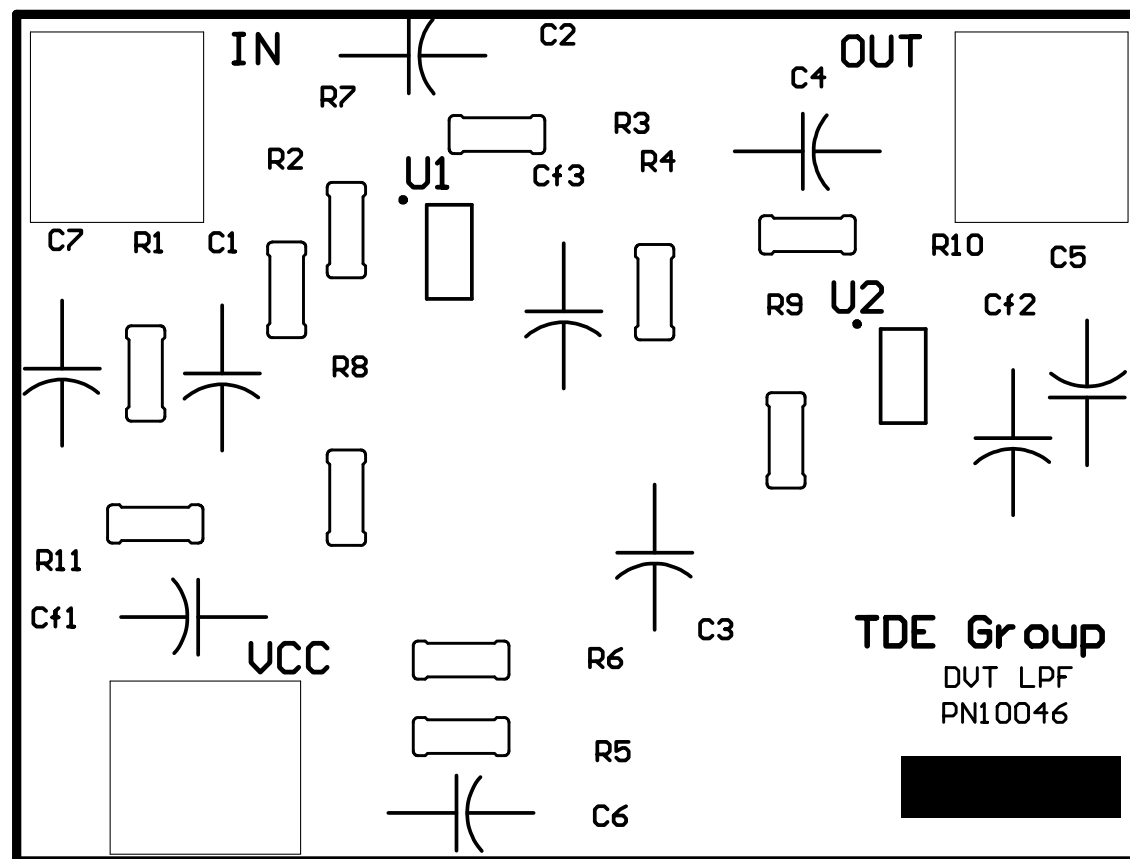 IN
C2
OUT
C4
R7
R3
R2
R4
U1
Cf3
C7
R1
C1
R10
C5
R9
U2
Cf2
R8
R11
Cf1
C3
TDE Group
VCC
R6
DVT LPF
PN10046
R5
C6